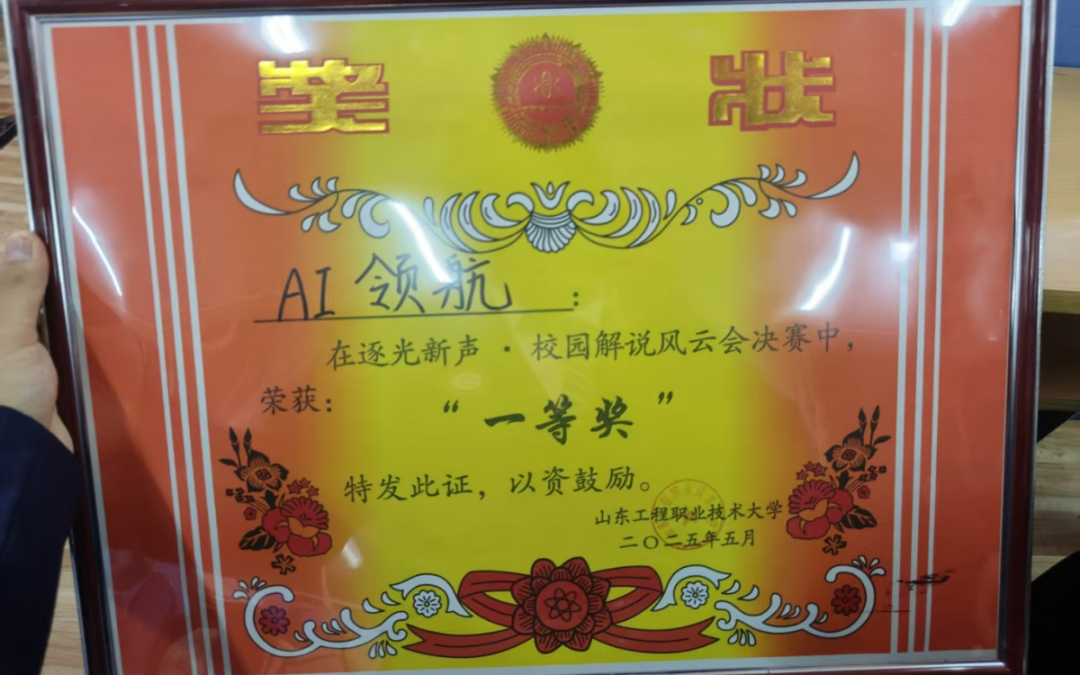 奖状
AI 领航:
在逐光新声·校园解说风云会决赛中，
荣获：
“一等奖”
特发此证，以资鼓励。
山东工程职业技术大学
二〇二五年五月